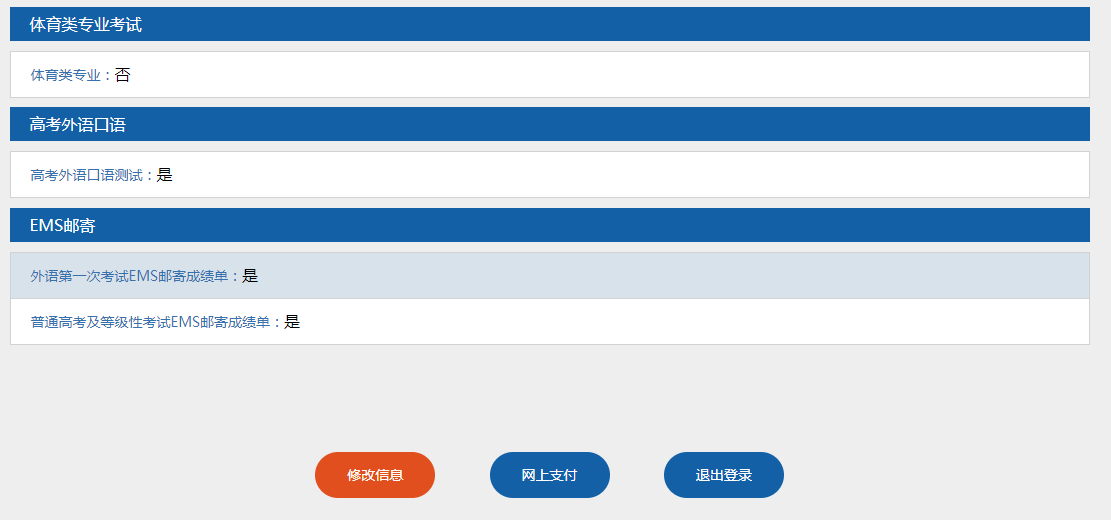 体育类专业考试
体育类专业：否
高考外语口语
高考外语口语测试：是
EMS邮寄
外语第一次考试EMS邮寄成绩单：是
普通高考及等级性考试EMS邮寄成绩单：是
修改信息 网上支付 退出登录